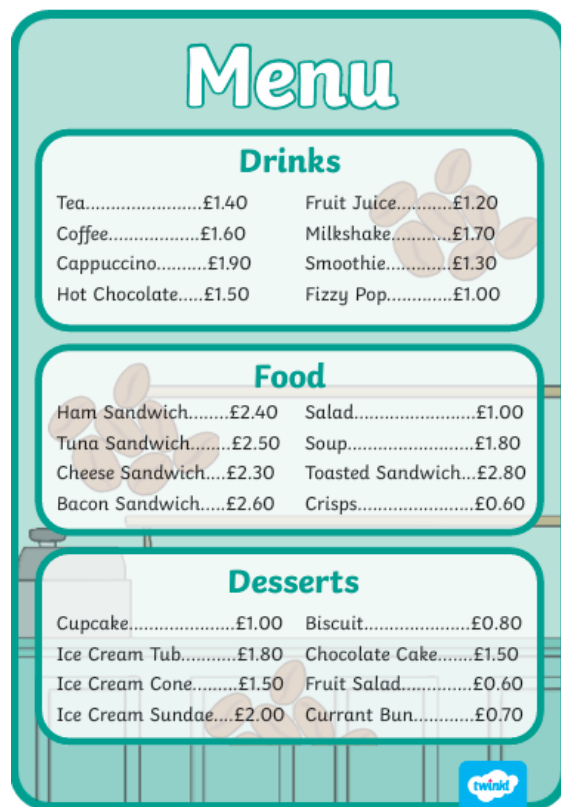 Menu
Drinks
Tea.......................£1.40
Coffee..................£1.60
Cappuccino..........£1.90
Hot Chocolate.....£1.50
Fruit Juice...........£1.20
Milkshake............£1.70
Smoothie.............£1.30
Fizzy Pop.............£1.00
Food
Ham Sandwich........£2.40
Tuna Sandwich........£2.50
Cheese Sandwich....£2.30
Bacon Sandwich.....£2.60
Salad........................£1.00
Soup.........................£1.80
Toasted Sandwich...£2.80
Crisps.......................£0.60
Desserts
Cupcake.....................£1.00
Ice Cream Tub...........£1.80
Ice Cream Cone.........£1.50
Ice Cream Sundae....£2.00
Biscuit.....................£0.80
Chocolate Cake.......£1.50
Fruit Salad..............£0.60
Currant Bun............£0.70
twinkl